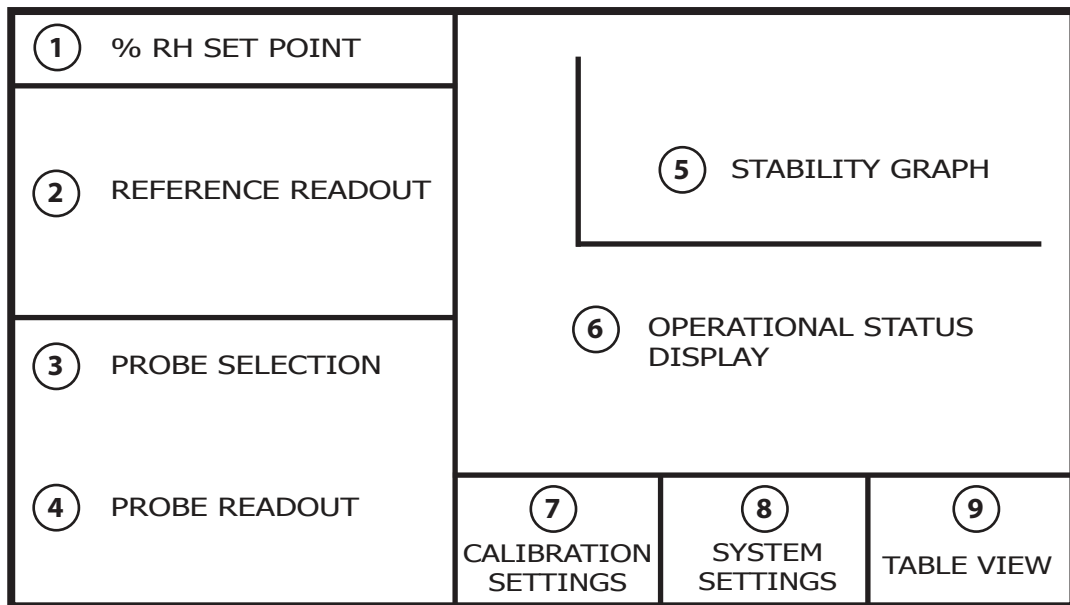 1 % RH SET POINT
2 REFERENCE READOUT
3 PROBE SELECTION
4 PROBE READOUT
5 STABILITY GRAPH
6 OPERATIONAL STATUS
DISPLAY
7
CALIBRATION
SETTINGS
8
SYSTEM
SETTINGS
9
TABLE VIEW